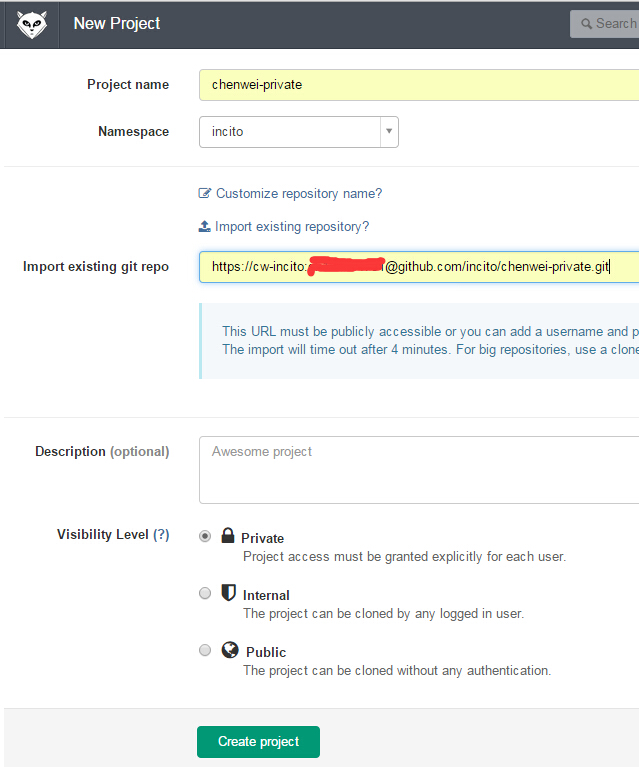 New Project
Search
Project name
chenwei-private
Namespace
incito
Customize repository name?
Import existing repository?
Import existing git repo
https://cw-incito:@github.com/incito/chenwei-private.git
This URL must be publicly accessible or you can add a username and
The import will time out after 4 minutes. For big repositories, use a clone
Description (optional)
Awesome project
Visibility Level (?)
Private
Project access must be granted explicitly for each user.
Internal
The project can be cloned by any logged in user.
Public
The project can be cloned without any authentication.
Create project